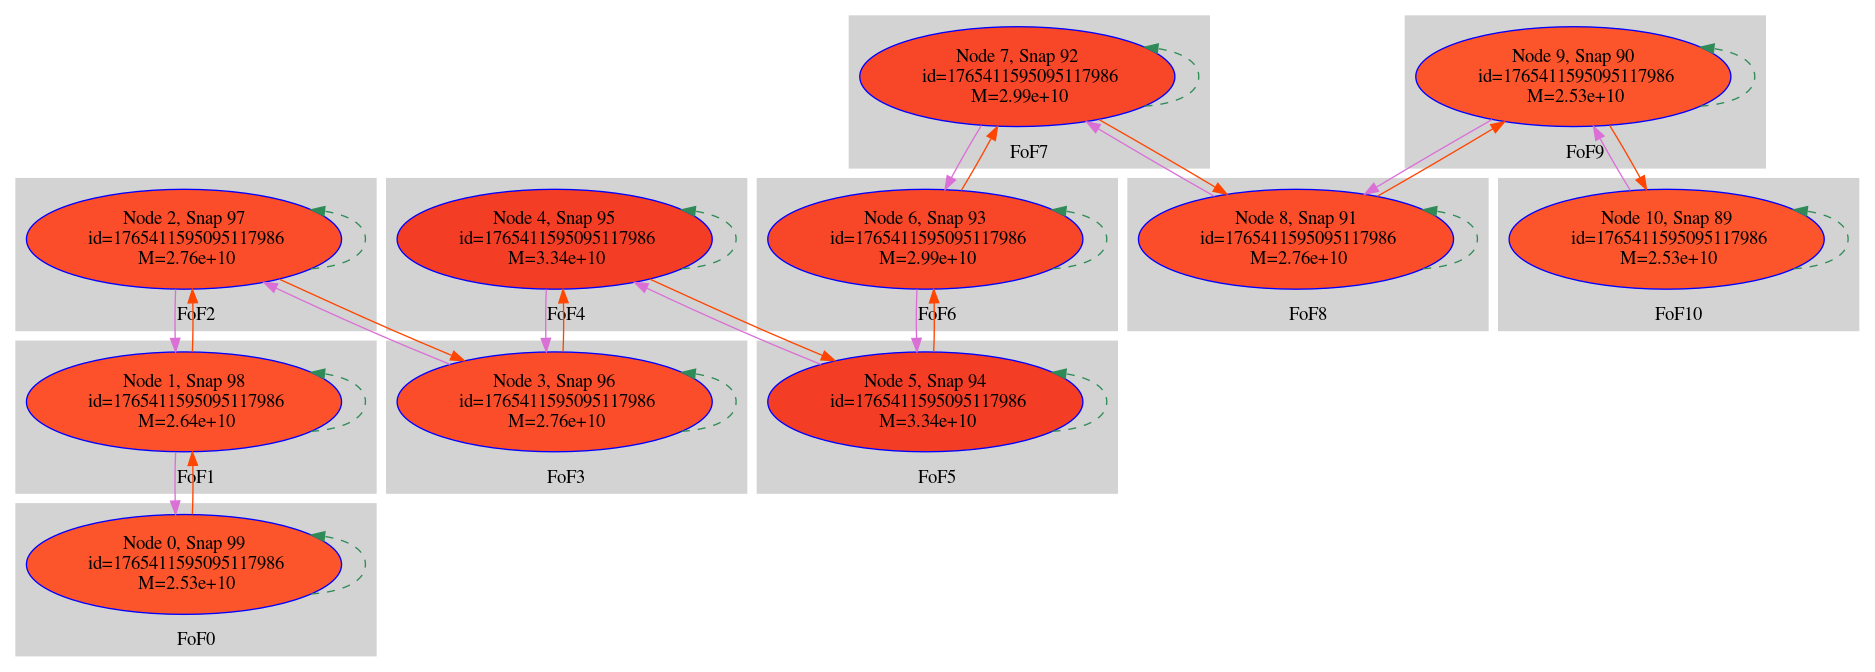 Node 7, Snap 92
id=1765411595095117986
M=2.99e+10
FoF7
Node 9, Snap 90
id=1765411595095117986
M=2.53e+10
FoF9
Node 2, Snap 97
id=1765411595095117986
M=2.76e+10
FoF2
Node 4, Snap 95
id=1765411595095117986
M=3.34e+10
FoF4
Node 6, Snap 93
id=1765411595095117986
M=2.99e+10
FoF6
Node 8, Snap 91
id=1765411595095117986
M=2.76e+10
FoF8
Node 10, Snap 89
id=1765411595095117986
M=2.53e+10
FoF10
Node 1, Snap 98
id=1765411595095117986
M=2.64e+10
FoF1
Node 3, Snap 96
id=1765411595095117986
M=2.76e+10
FoF3
Node 5, Snap 94
id=1765411595095117986
M=3.34e+10
FoF5
Node 0, Snap 99
id=1765411595095117986
M=2.53e+10
FoF0